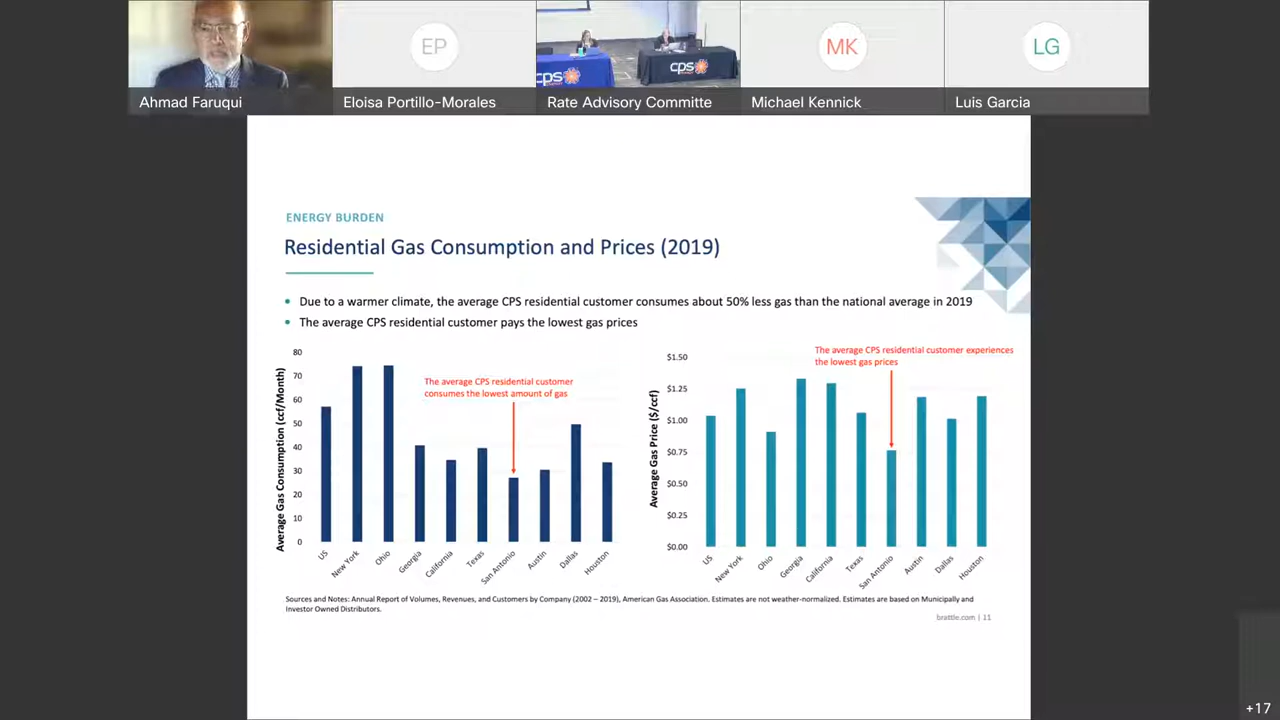 EP
MK
LG
cps
cps
Ahmad Faruqui
Eloisa Portillo-Morales
Rate Advisory Committe
Michael Kennick
Luis Garcia
ENERGY BURDEN
Residential Gas Consumption and Prices (2019)
• Due to a warmer climate, the average CPS residential customer consumes about 50% less gas than the national average in 2019
• The average CPS residential customer pays the lowest gas prices
Average Gas Consumption (ccf/Month)
80
70
60
50
40
30
20
10
0
The average CPS residential customer
consumes the lowest amount of gas
US
New York
Ohio
Georgia
California
Texas
San Antonio
Austin
Dallas
Houston
Average Gas Price ($/ccf)
$1.50
$1.25
$1.00
$0.75
$0.50
$0.25
$0.00
The average CPS residential customer experiences
the lowest gas prices
US
New York
Ohio
Georgia
California
Texas
San Antonio
Austin
Dallas
Houston
Sources and Notes: Annual Report of Volumes, Revenues, and Customers by Company (2002 – 2019), American Gas Association. Estimates are not weather-normalized. Estimates are based on Municipally and
Investor Owned Distributors.
brattle.com | 11
+17